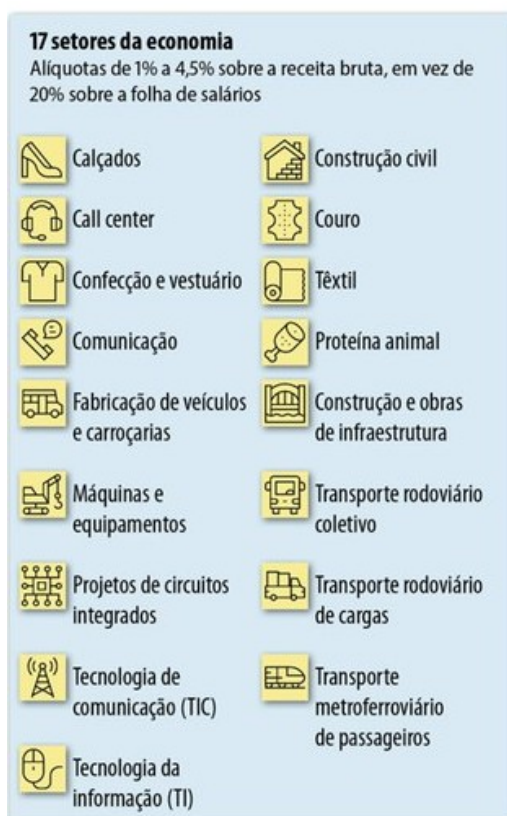 17 setores da economia
Alíquotas de 1% a 4,5% sobre a receita bruta, em vez de
20% sobre a folha de salários
Calçados
Call center
Confecção e vestuário
Comunicação
Fabricação de veículos
e carroçarias
Máquinas e
equipamentos
Projetos de circuitos
integrados
Tecnologia de
comunicação (TIC)
Tecnologia da
informação (TI)
Construção civil
Couro
Têxtil
Proteína animal
Construção e obras
de infraestrutura
Transporte rodoviário
coletivo
Transporte rodoviário
de cargas
Transporte
metroferroviário
de passageiros